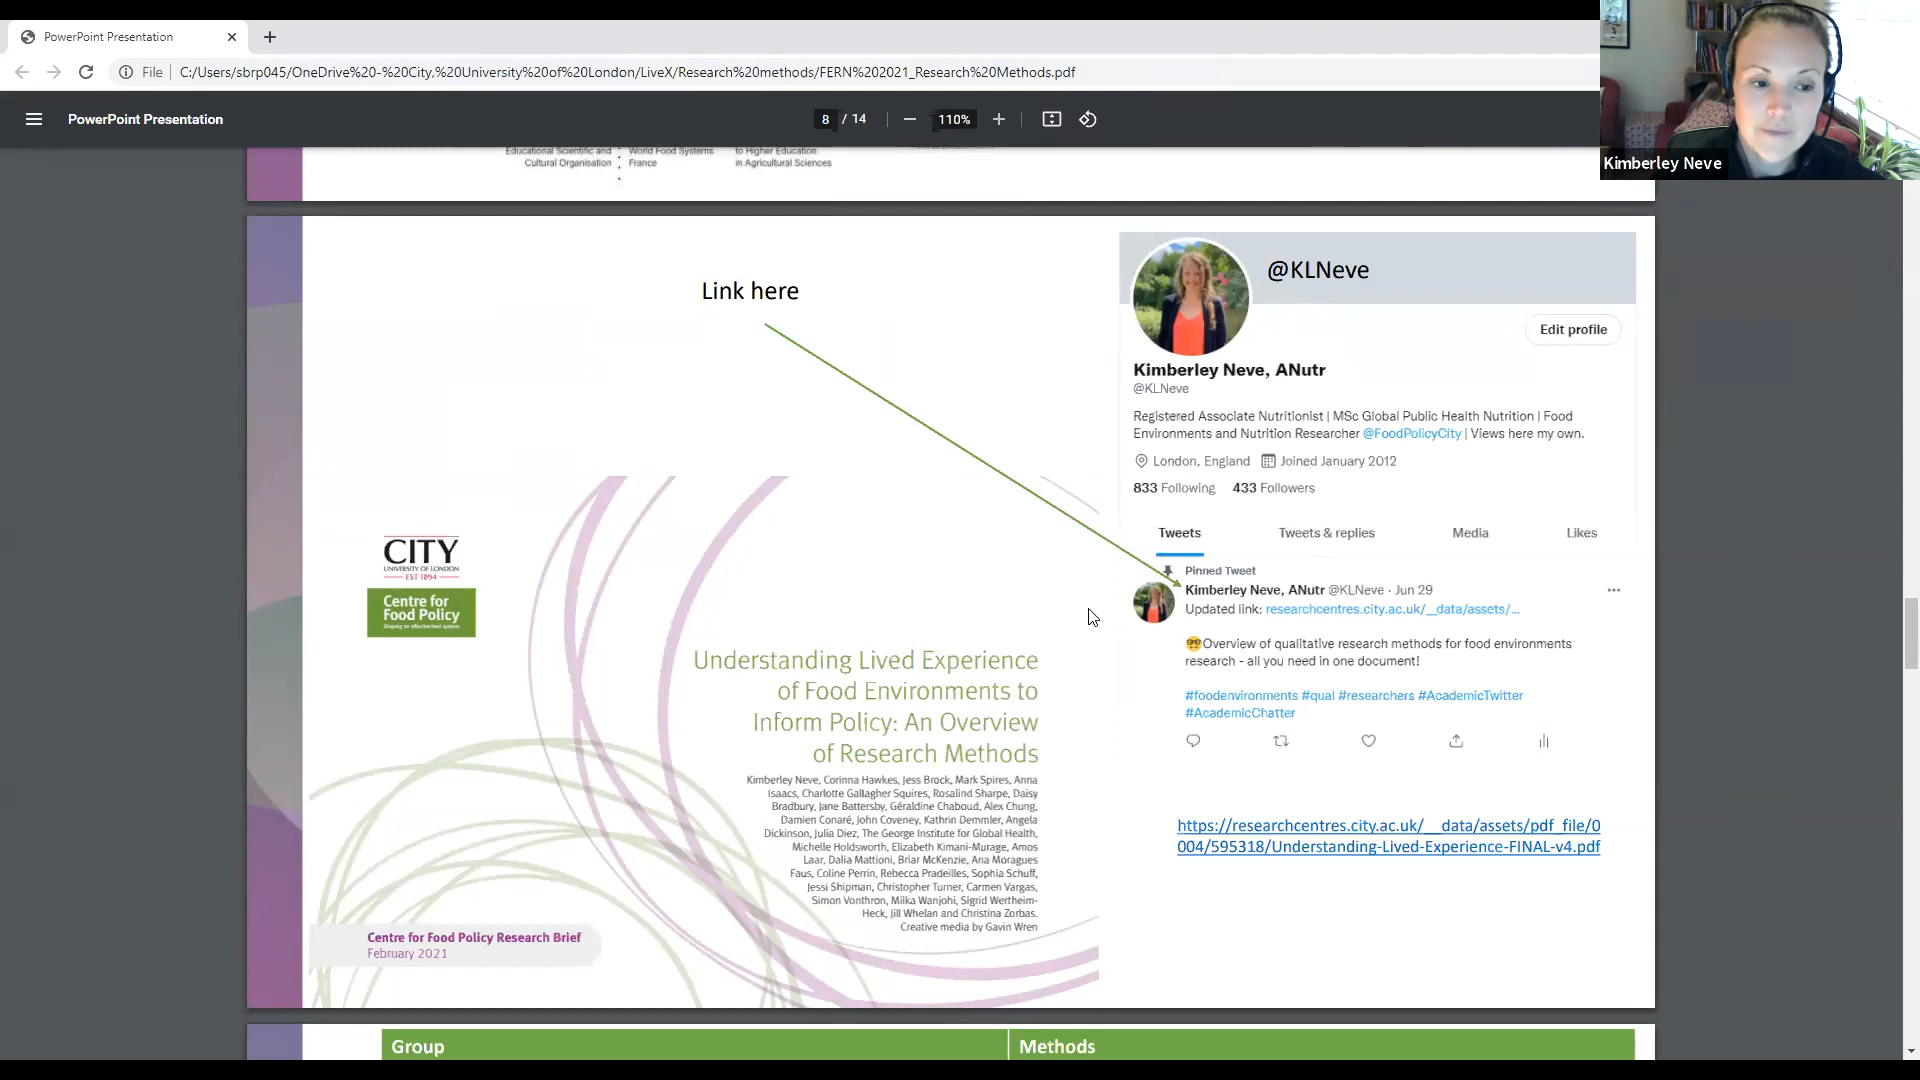 PowerPoint Presentation
File
C:/Users/sbrp045/OneDrive%20-%20City,%20University%20of%20London/LiveX/Research%20methods/FERN%202021_Research%20Methods.pdf
PowerPoint Presentation
8 / 14
110%
Kimberley Neve
Educational Scientific and
Cultural Organisation
World Food Systems
France
to Higher Education
in Agricultural Sciences
Link here
@KLNeve
Edit profile
Kimberley Neve, ANutr
@KLNeve
Registered Associate Nutritionist | MSc Global Public Health Nutrition | Food
Environments and Nutrition Researcher @FoodPolicyCity | Views here my own.
London, England Joined January 2012
833 Following 433 Followers
Tweets Tweets & replies Media Likes
Pinned Tweet
Kimberley Neve, ANutr @KLNeve · Jun 29 ...
Updated link: researchcentres.city.ac.uk/__data/assets/...
🤓Overview of qualitative research methods for food environments
research - all you need in one document!
#foodenvironments #qual #researchers #AcademicTwitter
#AcademicChatter
https://researchcentres.city.ac.uk/__data/assets/pdf_file/0
004/595318/Understanding-Lived-Experience-FINAL-v4.pdf
CITY
UNIVERSITY OF LONDON
EST 1894
Centre for
Food Policy
Understanding Lived Experience
of Food Environments to
Inform Policy: An Overview
of Research Methods
Kimberley Neve, Corinna Hawkes, Jess Brock, Mark Spires, Anna
Isaacs, Charlotte Gallagher Squires, Rosalind Sharpe, Daisy
Bradbury, Jane Battersby, Géraldine Chaboud, Alex Chung,
Damien Conaré, John Coveney, Kathrin Demmler, Angela
Dickinson, Julia Diez, The George Institute for Global Health,
Michelle Holdsworth, Elizabeth Kimani-Murage, Amos
Laar, Dalia Mattioni, Briar McKenzie, Ana Moragues
Faus, Coline Perrin, Rebecca Pradeilles, Sophia Schuff,
Jessi Shipman, Christopher Turner, Carmen Vargas,
Simon Vonthron, Milka Wanjohi, Sigrid Wertheim-
Heck, Jill Whelan and Christina Zorbas.
Creative media by Gavin Wren
Centre for Food Policy Research Brief
February 2021
Group Methods